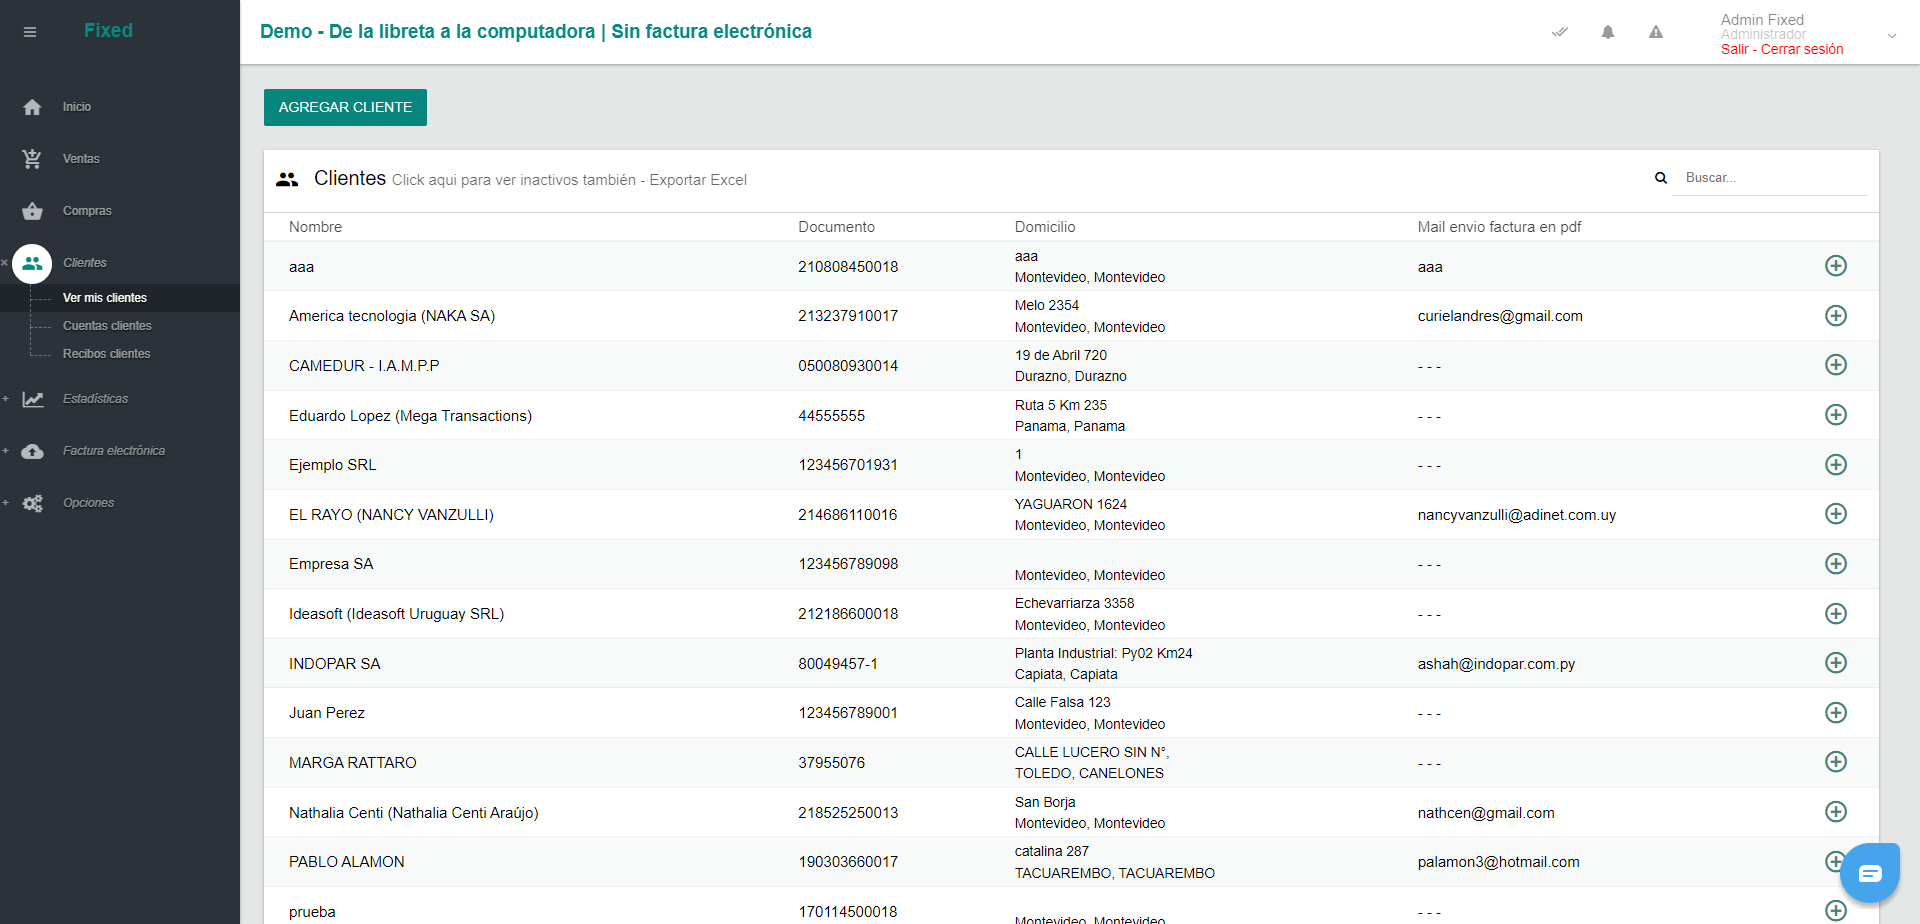 Fixed
Demo - De la libreta a la computadora | Sin factura electrónica
Admin Fixed
Administrador
Salir - Cerrar sesión
Inicio
Ventas
Compras
Clientes
Ver mis clientes
Cuentas clientes
Recibos clientes
Estadísticas
Factura electrónica
Opciones
AGREGAR CLIENTE
Clientes Click aqui para ver inactivos también - Exportar Excel
Buscar...
Nombre Documento Domicilio Mail envio factura en pdf
aaa 210808450018 aaa
Montevideo, Montevideo aaa
America tecnologia (NAKA SA) 213237910017 Melo 2354
Montevideo, Montevideo curielandres@gmail.com
CAMEDUR - I.A.M.P.P 050080930014 19 de Abril 720
Durazno, Durazno - - -
Eduardo Lopez (Mega Transactions) 44555555 Ruta 5 Km 235
Panama, Panama - - -
Ejemplo SRL 123456701931 1
Montevideo, Montevideo - - -
EL RAYO (NANCY VANZULLI) 214686110016 YAGUARON 1624
Montevideo, Montevideo nancyvanzulli@adinet.com.uy
Empresa SA 123456789098
Montevideo, Montevideo - - -
Ideasoft (Ideasoft Uruguay SRL) 212186600018 Echevarriarza 3358
Montevideo, Montevideo - - -
INDOPAR SA 80049457-1 Planta Industrial: Py02 Km24
Capiata, Capiata ashah@indopar.com.py
Juan Perez 123456789001 Calle Falsa 123
Montevideo, Montevideo - - -
MARGA RATTARO 37955076 CALLE LUCERO SIN N°,
TOLEDO, CANELONES - - -
Nathalia Centi (Nathalia Centi Araújo) 218525250013 San Borja
Montevideo, Montevideo nathcen@gmail.com
PABLO ALAMON 190303660017 catalina 287
TACUAREMBO, TACUAREMBO palamon3@hotmail.com
prueba 170114500018
Montevideo, Montevideo - - -